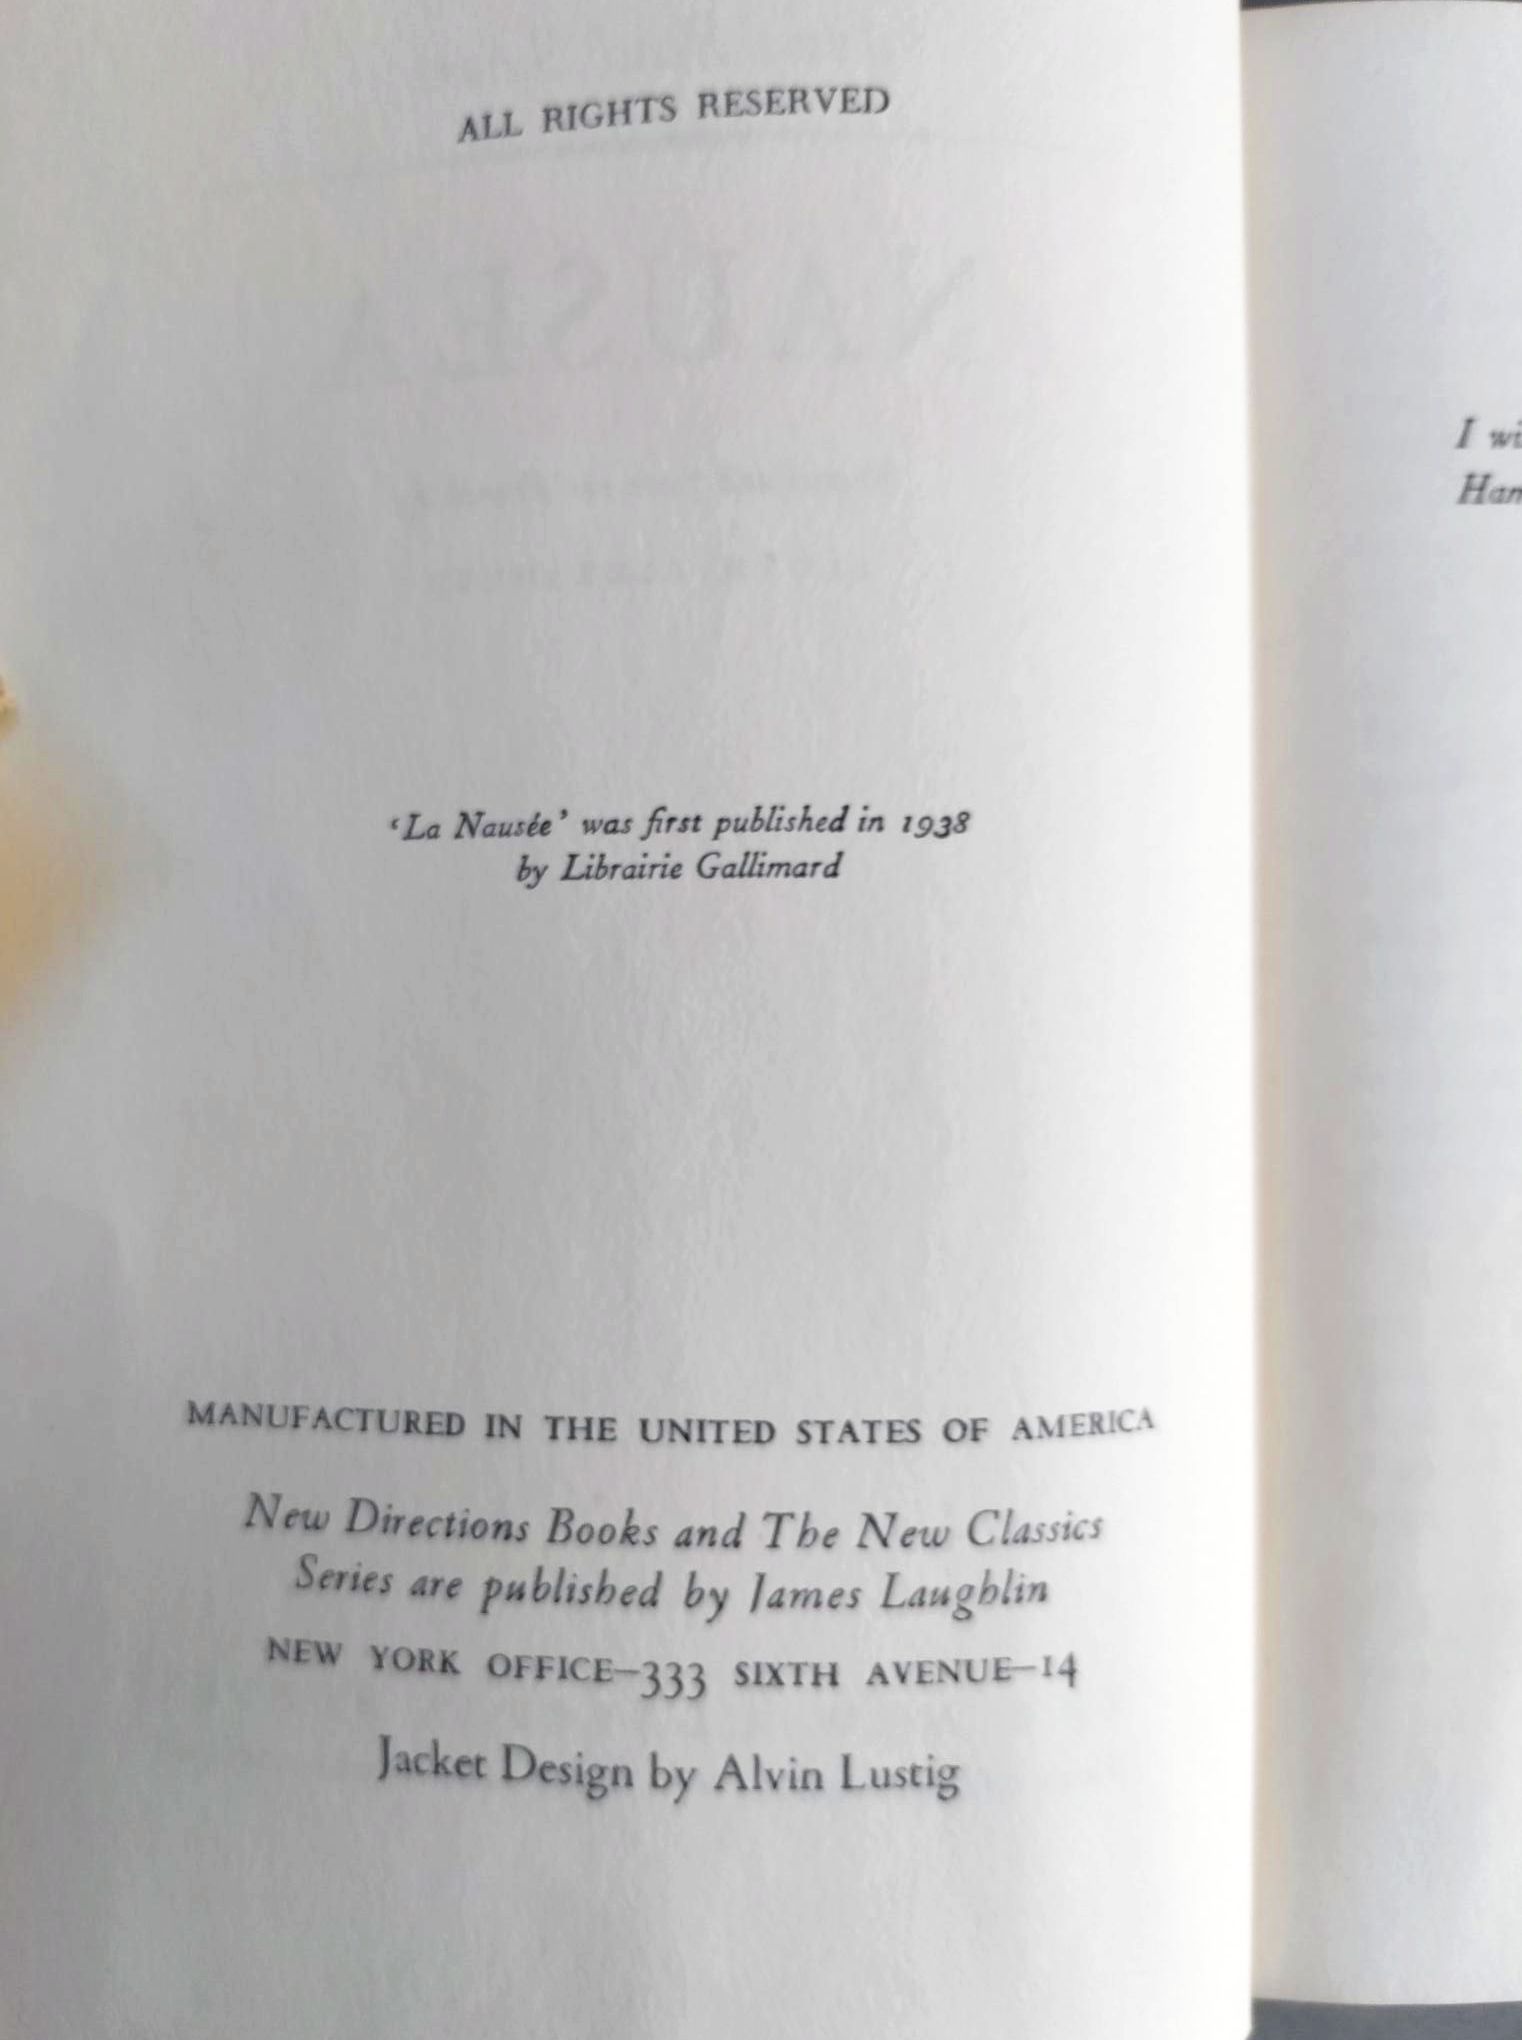 ALL RIGHTS RESERVED
NAUSEA
'La Nausée' was first published in 1938
by Librairie Gallimard
MANUFACTURED IN THE UNITED STATES OF AMERICA
New Directions Books and The New Classics
Series are published by James Laughlin
NEW YORK OFFICE—333 SIXTH AVENUE—14
Jacket Design by Alvin Lustig
I